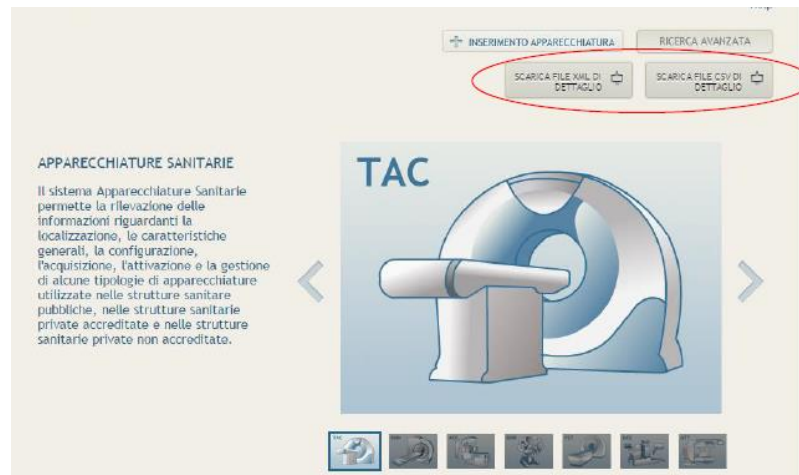 INSERIMENTO APPARECCHIATURA
RICERCA AVANZATA
SCARICA FILE XML DI
DETTAGLIO
SCARICA FILE CSV DI
DETTAGLIO
APPARECCHIATURE SANITARIE
Il sistema Apparecchiature Sanitarie
permette la rilevazione delle
informazioni riguardanti la
localizzazione, le caratteristiche
generali, la configurazione,
l'acquisizione, l'attivazione e la gestione
di alcune tipologie di apparecchiature
utilizzate nelle strutture sanitare
pubbliche, nelle strutture sanitarie
private accreditate e nelle strutture
sanitarie private non accreditate.
TAC
TAC